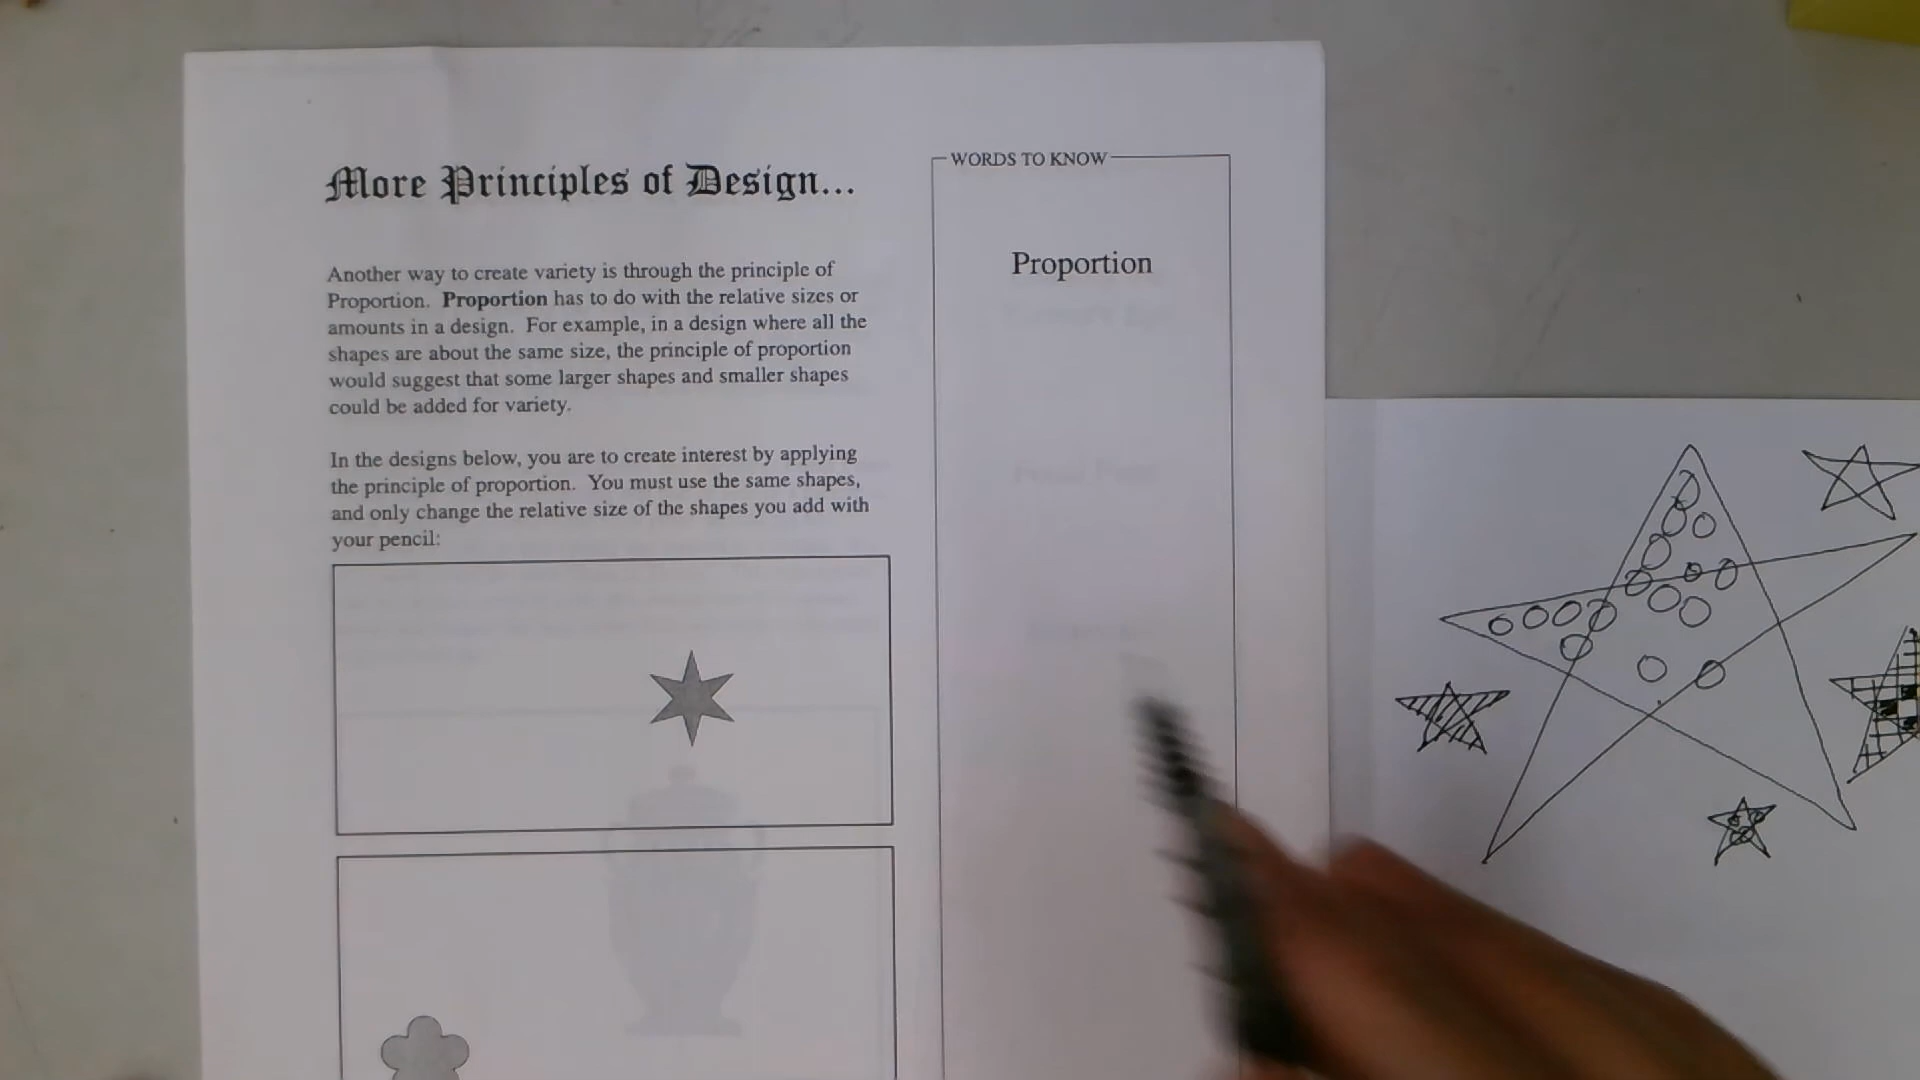 More Principles of Design...
WORDS TO KNOW
Proportion
Another way to create variety is through the principle of
Proportion. Proportion has to do with the relative sizes or
amounts in a design. For example, in a design where all the
shapes are about the same size, the principle of proportion
would suggest that some larger shapes and smaller shapes
could be added for variety.
In the designs below, you are to create interest by applying
the principle of proportion. You must use the same shapes,
and only change the relative size of the shapes you add with
your pencil: